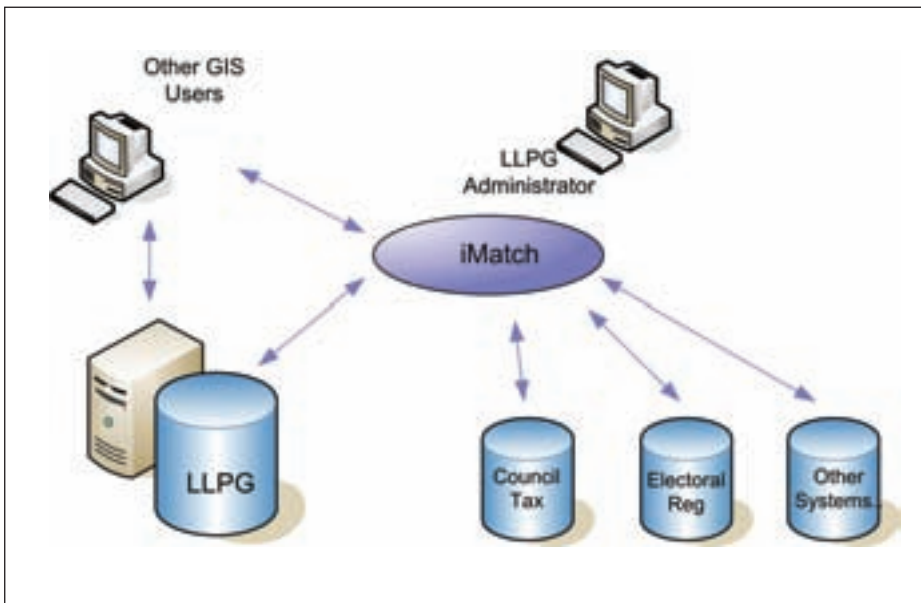 Other GIS
Users
LLPG
Administrator
iMatch
LLPG
Council
Tax
Electoral
Reg
Other
Systems..